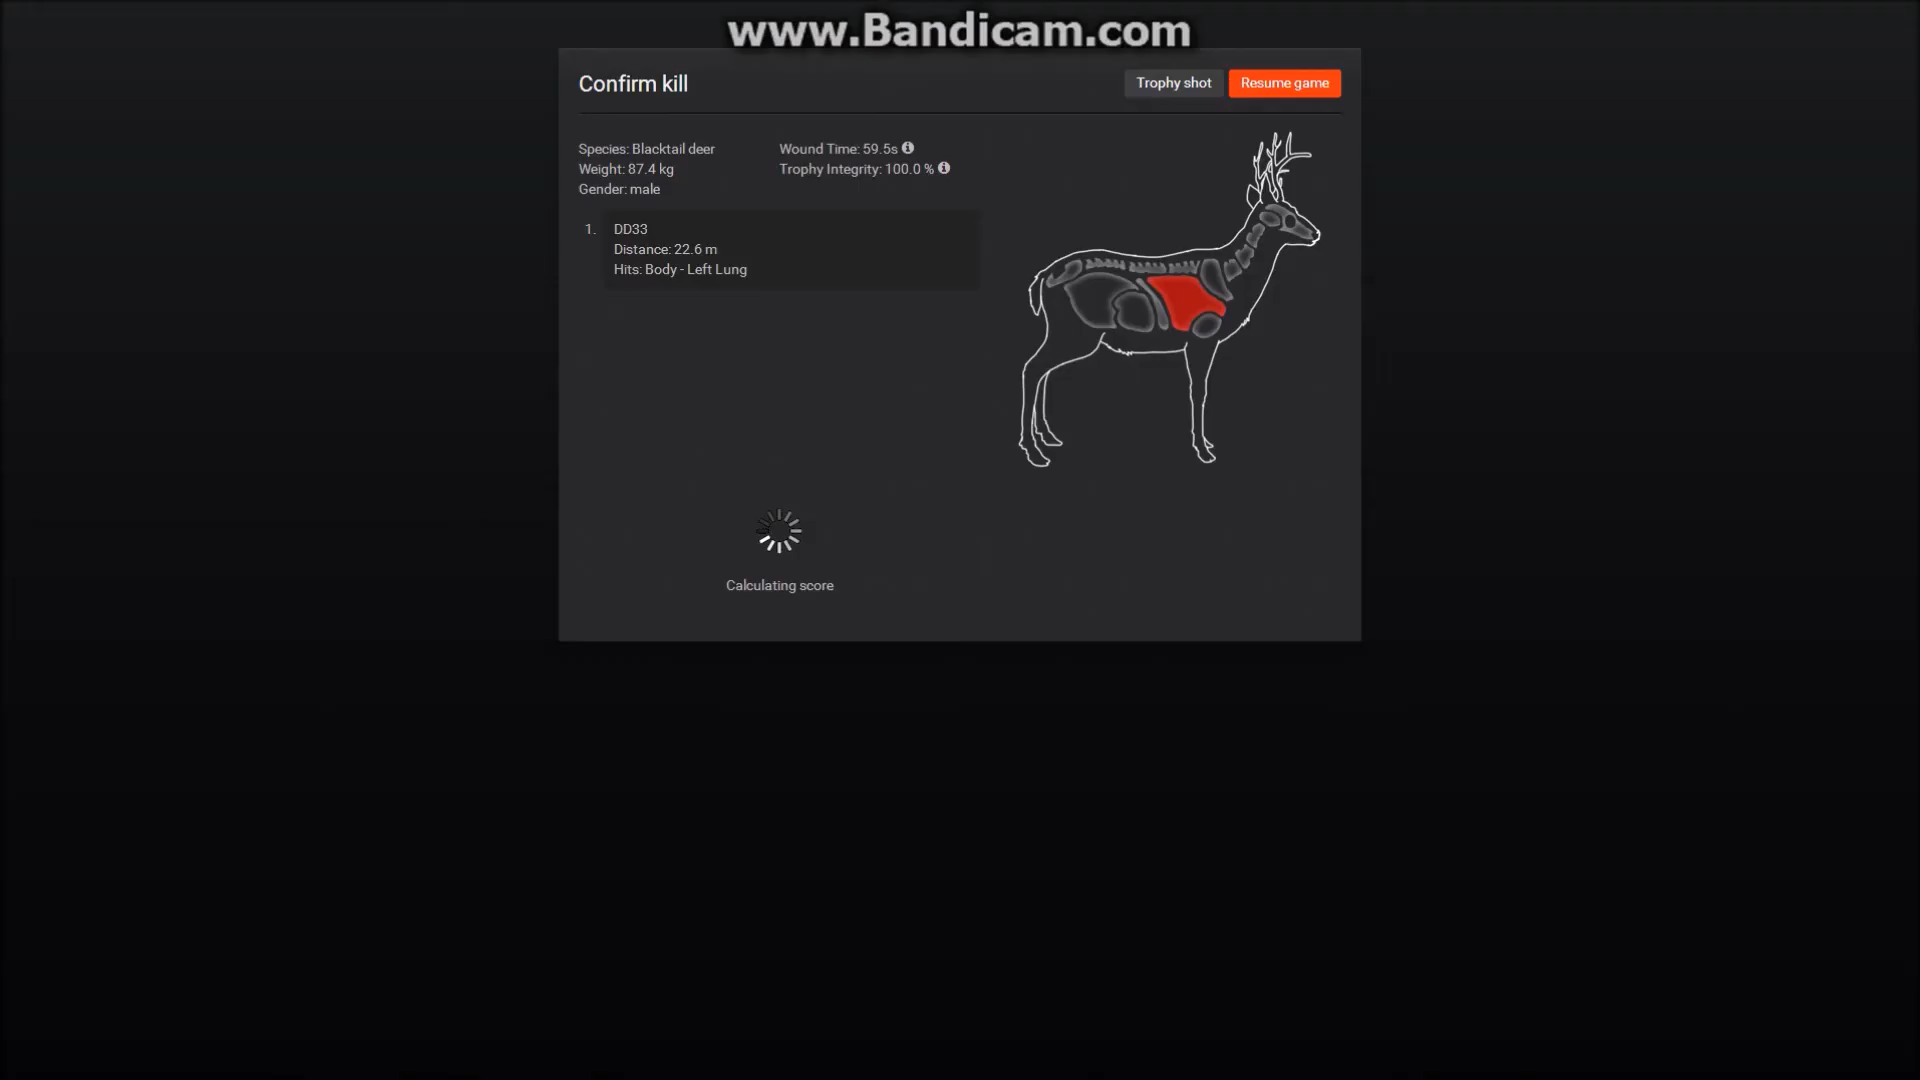 www.Bandicam.com
Confirm kill
Trophy shot
Resume game
Species: Blacktail deer
Weight: 87.4 kg
Gender: male
Wound Time: 59.5s
Trophy Integrity: 100.0 %
1.
DD33
Distance: 22.6 m
Hits: Body - Left Lung
Calculating score